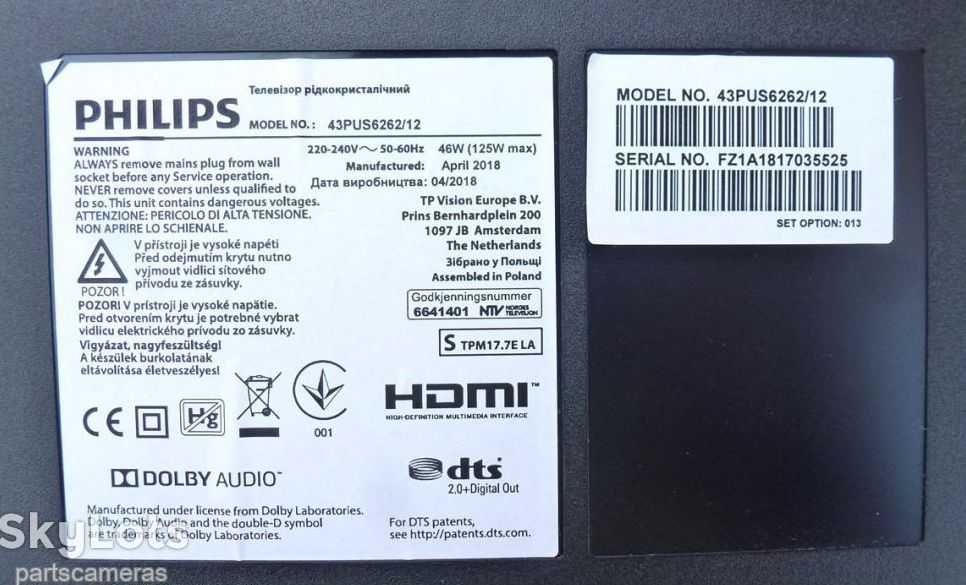 Телевізор рідкокристалічний
PHILIPS
MODEL NO.: 43PUS6262/12
WARNING
ALWAYS remove mains plug from wall
socket before any Service operation.
NEVER remove covers unless qualified to
do so. This unit contains dangerous voltages.
ATTENZIONE: PERICOLO DI ALTA TENSIONE.
NON APRIRE LO SCHIENALE.
V přístroji je vysoké napětí
Před odejmutím krytu nutno
vyjmout vidlici síťového
přívodu ze zásuvky.
POZOR!
POZOR! V prístroji je vysoké napätie.
Pred otvorením krytu je potrebné vybrat
vidlicu elektrického prívodu zo zásuvky.
Vigyázat, nagyfeszültség!
A készülek burkolatának
eltávolítása életveszélyes!
220-240V~ 50-60Hz 46W (125W max)
Manufactured: April 2018
Дата виробництва: 04/2018
TP Vision Europe B.V.
Prins Bernhardplein 200
1097 JB Amsterdam
The Netherlands
Зібрано у Польщі
Assembled in Poland
Godkjenningsnummer
6641401 NTV NORGES TELEVISJON
S TPM17.7E LA
CE Hg
001
HDMI™
HIGH-DEFINITION MULTIMEDIA INTERFACE
DOLBY AUDIO™
dts
2.0+Digital Out
Manufactured under license from Dolby Laboratories.
Dolby, Dolby Audio and the double-D symbol
are trademarks of Dolby Laboratories.
For DTS patents,
see http://patents.dts.com.
MODEL NO. 43PUS6262/12
SERIAL NO. FZ1A1817035525
SET OPTION: 013
SkyLots
partscameras